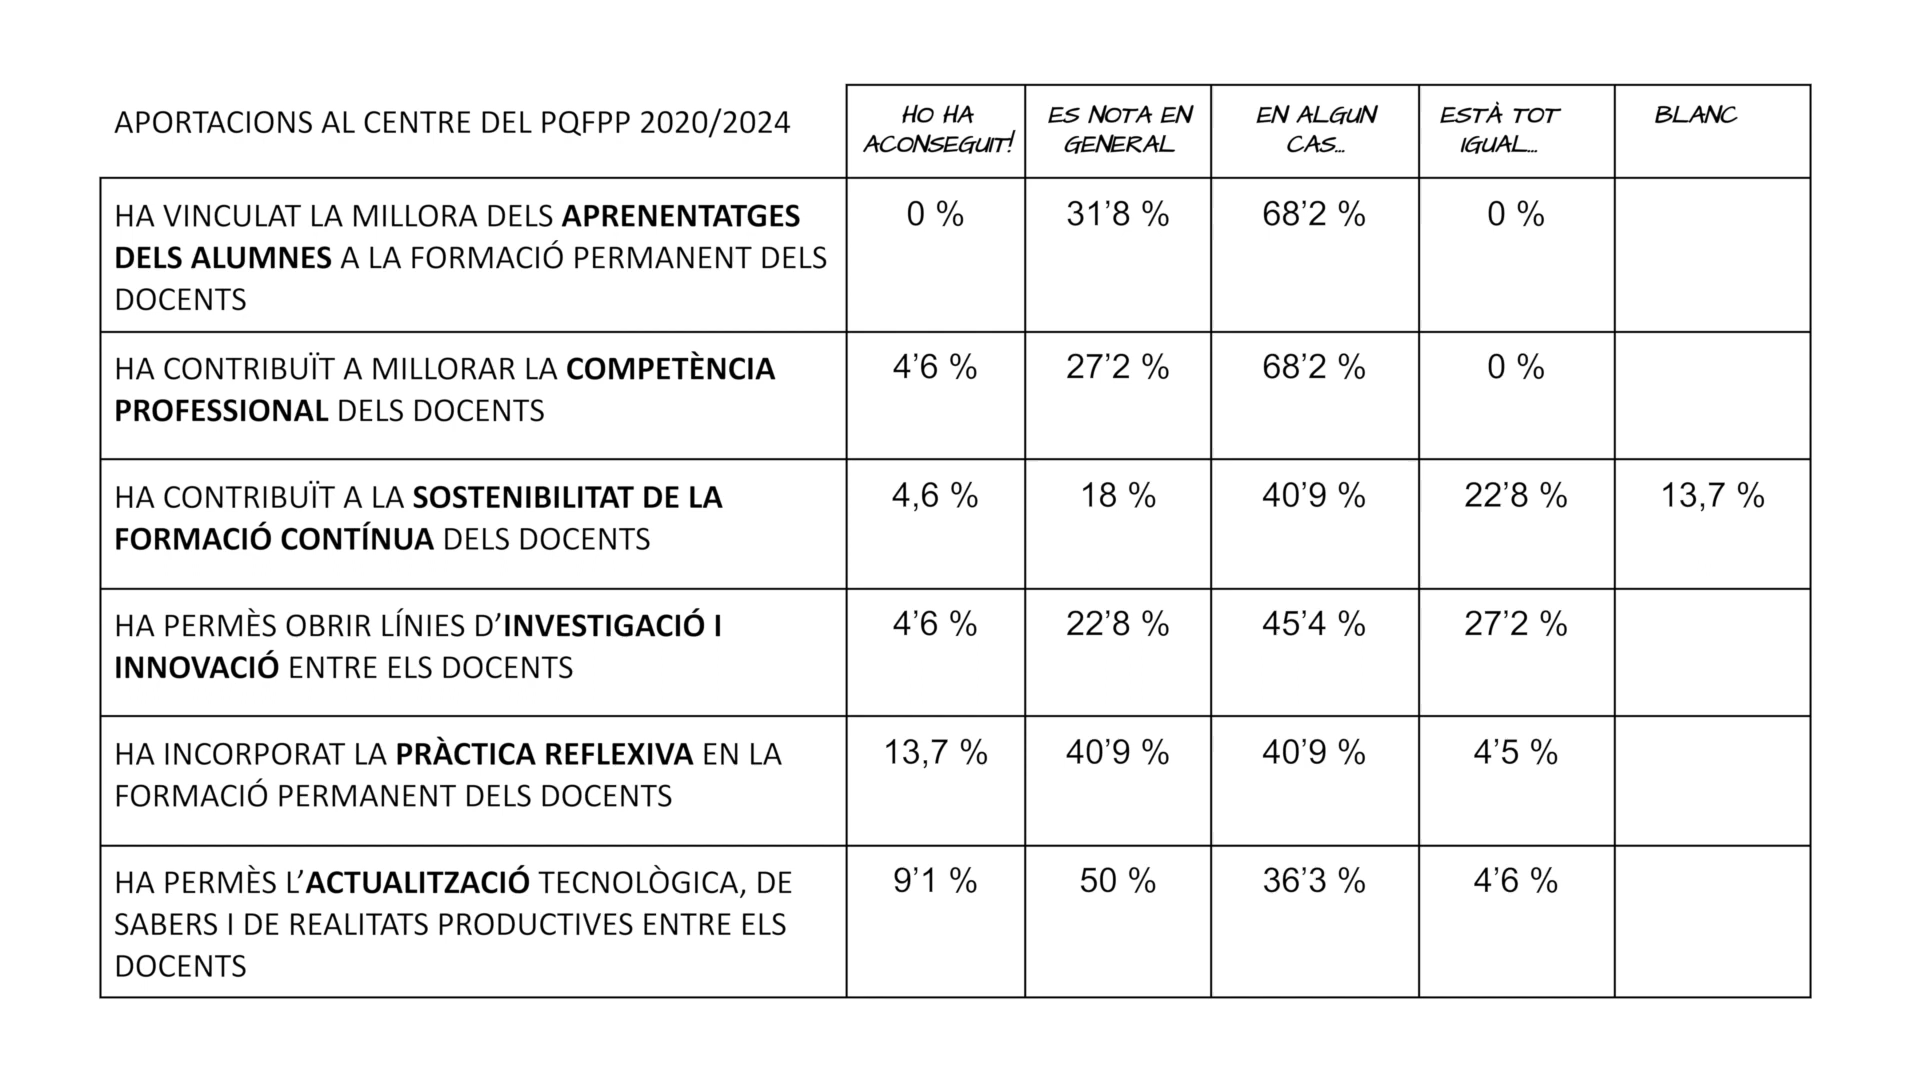 APORTACIONS AL CENTRE DEL PQFPP 2020/2024
HO HA
ACONSEGUIT!
ES NOTA EN
GENERAL
EN ALGUN
CAS...
ESTÀ TOT
IGUAL...
BLANC
HA VINCULAT LA MILLORA DELS APRENENTATGES
DELS ALUMNES A LA FORMACIÓ PERMANENT DELS
DOCENTS
0 %
31’8 %
68’2 %
0 %
HA CONTRIBUÏT A MILLORAR LA COMPETÈNCIA
PROFESSIONAL DELS DOCENTS
4’6 %
27’2 %
68’2 %
0 %
HA CONTRIBUÏT A LA SOSTENIBILITAT DE LA
FORMACIÓ CONTÍNUA DELS DOCENTS
4,6 %
18 %
40’9 %
22’8 %
13,7 %
HA PERMÈS OBRIR LÍNIES D’INVESTIGACIÓ I
INNOVACIÓ ENTRE ELS DOCENTS
4’6 %
22’8 %
45’4 %
27’2 %
HA INCORPORAT LA PRÀCTICA REFLEXIVA EN LA
FORMACIÓ PERMANENT DELS DOCENTS
13,7 %
40’9 %
40’9 %
4’5 %
HA PERMÈS L’ACTUALITZACIÓ TECNOLÒGICA, DE
SABERS I DE REALITATS PRODUCTIVES ENTRE ELS
DOCENTS
9’1 %
50 %
36’3 %
4’6 %